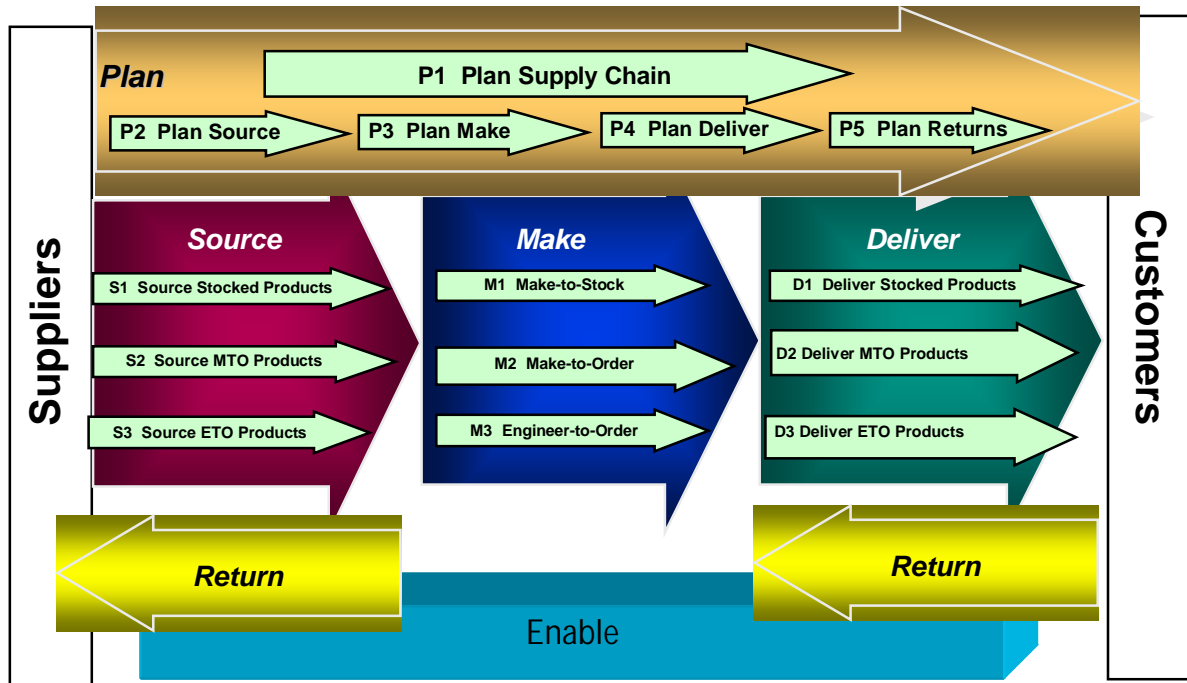 Plan
P1 Plan Supply Chain
P2 Plan Source
P3 Plan Make
P4 Plan Deliver
P5 Plan Returns
Suppliers
Source
S1 Source Stocked Products
S2 Source MTO Products
S3 Source ETO Products
Make
M1 Make-to-Stock
M2 Make-to-Order
M3 Engineer-to-Order
Deliver
D1 Deliver Stocked Products
D2 Deliver MTO Products
D3 Deliver ETO Products
Customers
Return
Return
Enable